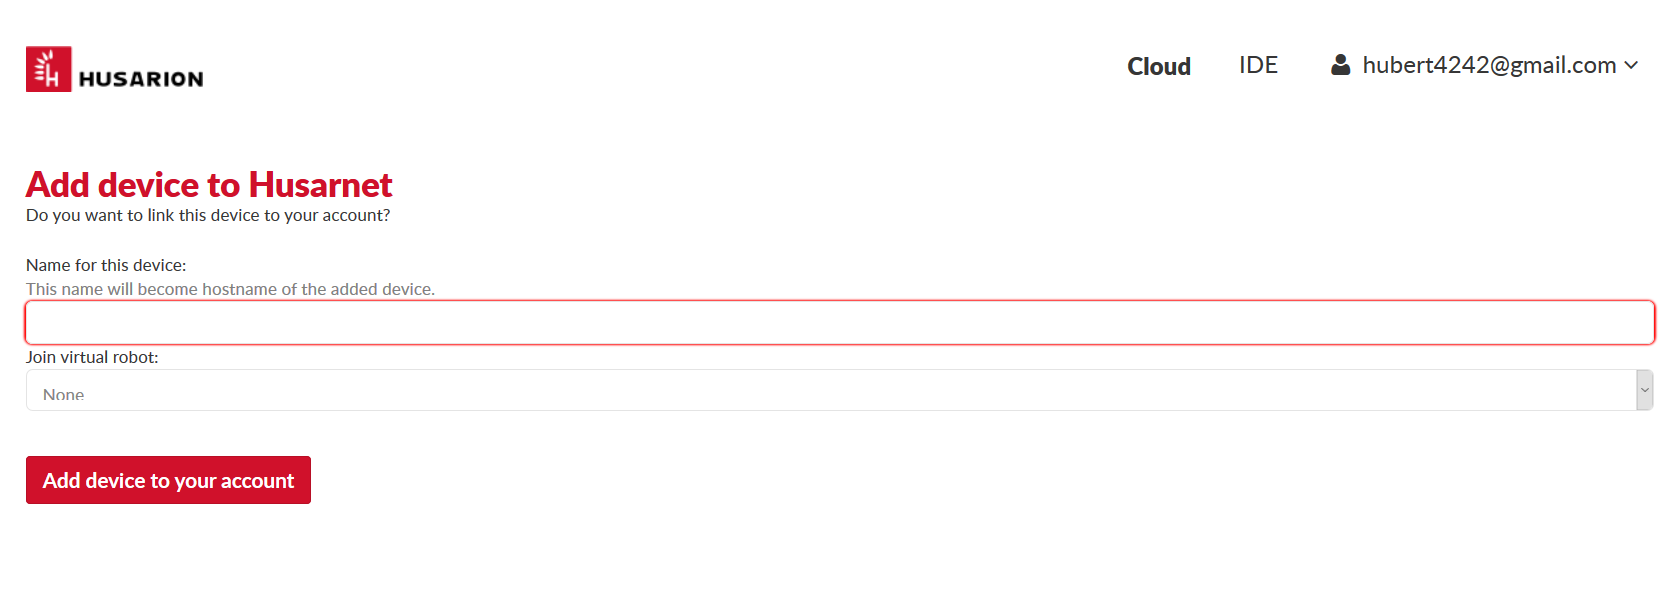 HUSARION
Cloud IDE hubert4242@gmail.com
Add device to Husarnet
Do you want to link this device to your account?
Name for this device:
This name will become hostname of the added device.
Join virtual robot:
None
Add device to your account